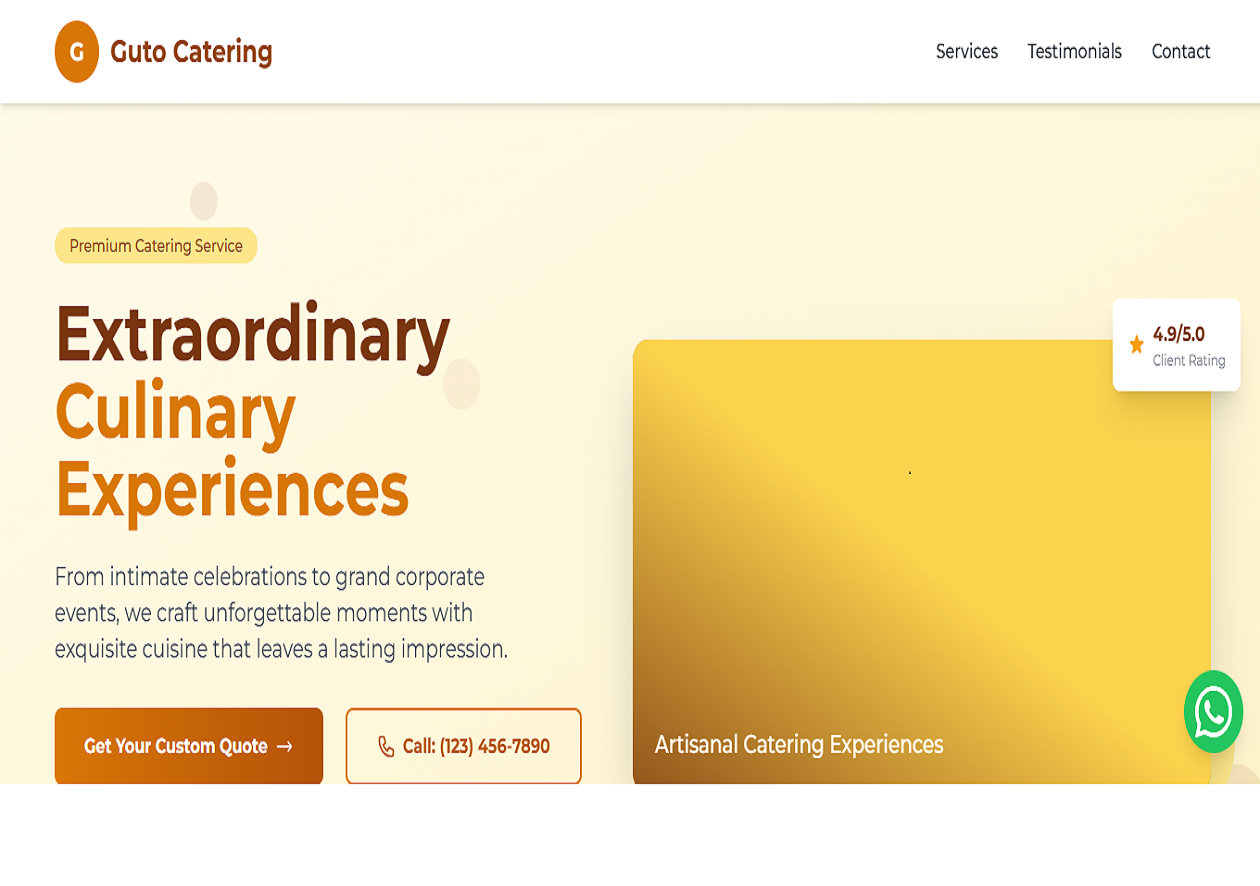 G Guto Catering
Services Testimonials Contact
Premium Catering Service
Extraordinary
Culinary
Experiences
From intimate celebrations to grand corporate
events, we craft unforgettable moments with
exquisite cuisine that leaves a lasting impression.
Get Your Custom Quote →
Call: (123) 456-7890
4.9/5.0
Client Rating
Artisanal Catering Experiences